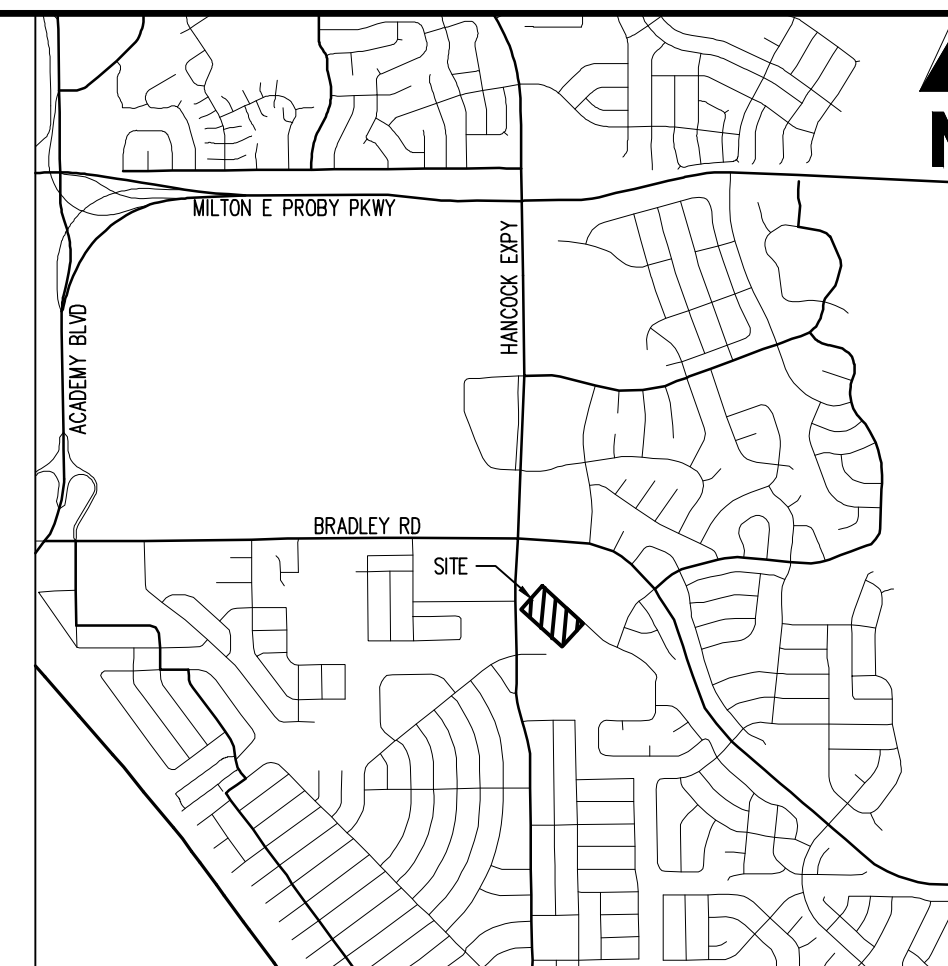 N
MILTON E PROBY PKWY
HANCOCK EXPY
ACADEMY BLVD
BRADLEY RD
SITE